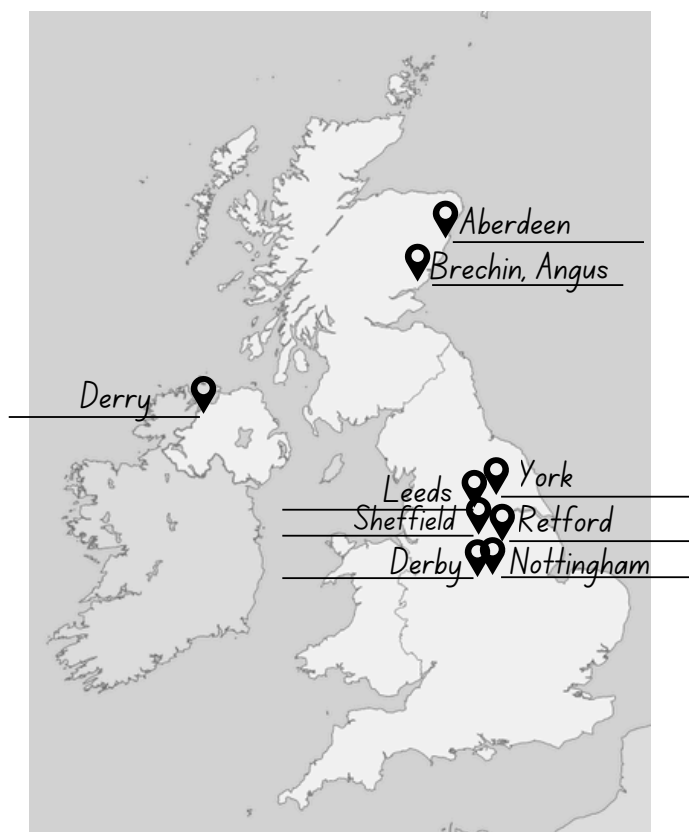 Aberdeen
Brechin, Angus
Derry
York
Leeds
Sheffield
Retford
Derby
Nottingham